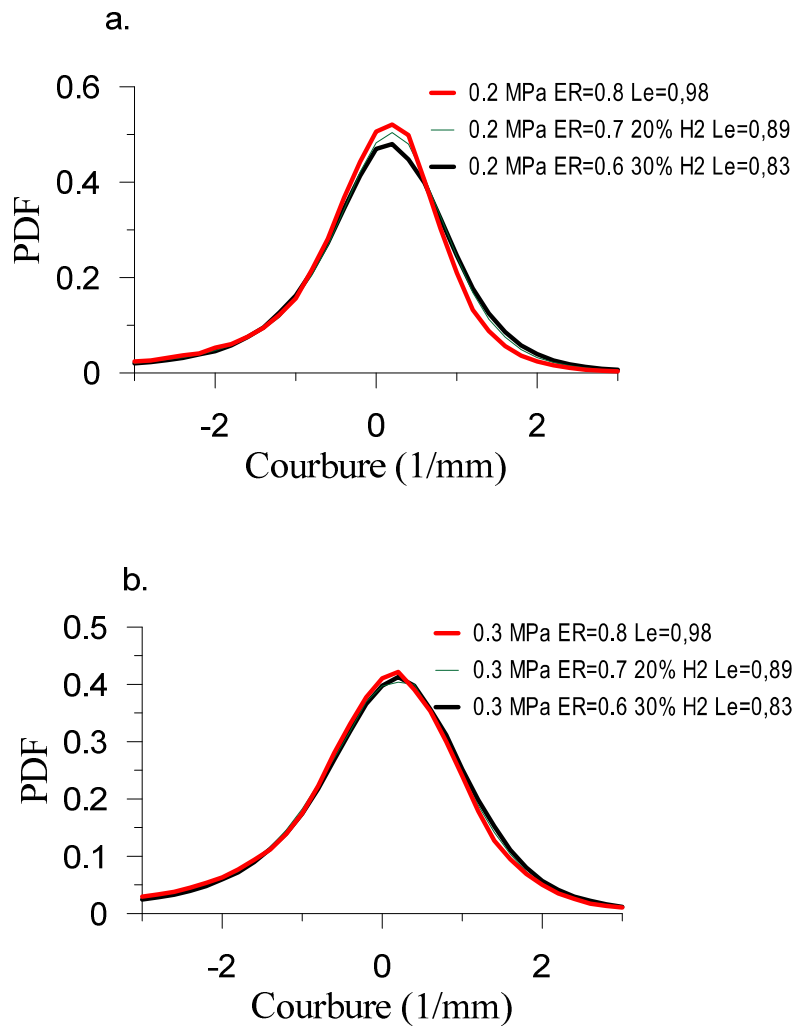 a.
0.6
0.2 MPa ER=0.8 Le=0,98
0.2 MPa ER=0.7 20% H2 Le=0,89
0.2 MPa ER=0.6 30% H2 Le=0,83
0.4
PDF
0.2
0
-2 0 2
Courbure (1/mm)
b.
0.5
0.3 MPa ER=0.8 Le=0,98
0.3 MPa ER=0.7 20% H2 Le=0,89
0.3 MPa ER=0.6 30% H2 Le=0,83
0.4
0.3
PDF
0.2
0.1
0
-2 0 2
Courbure (1/mm)